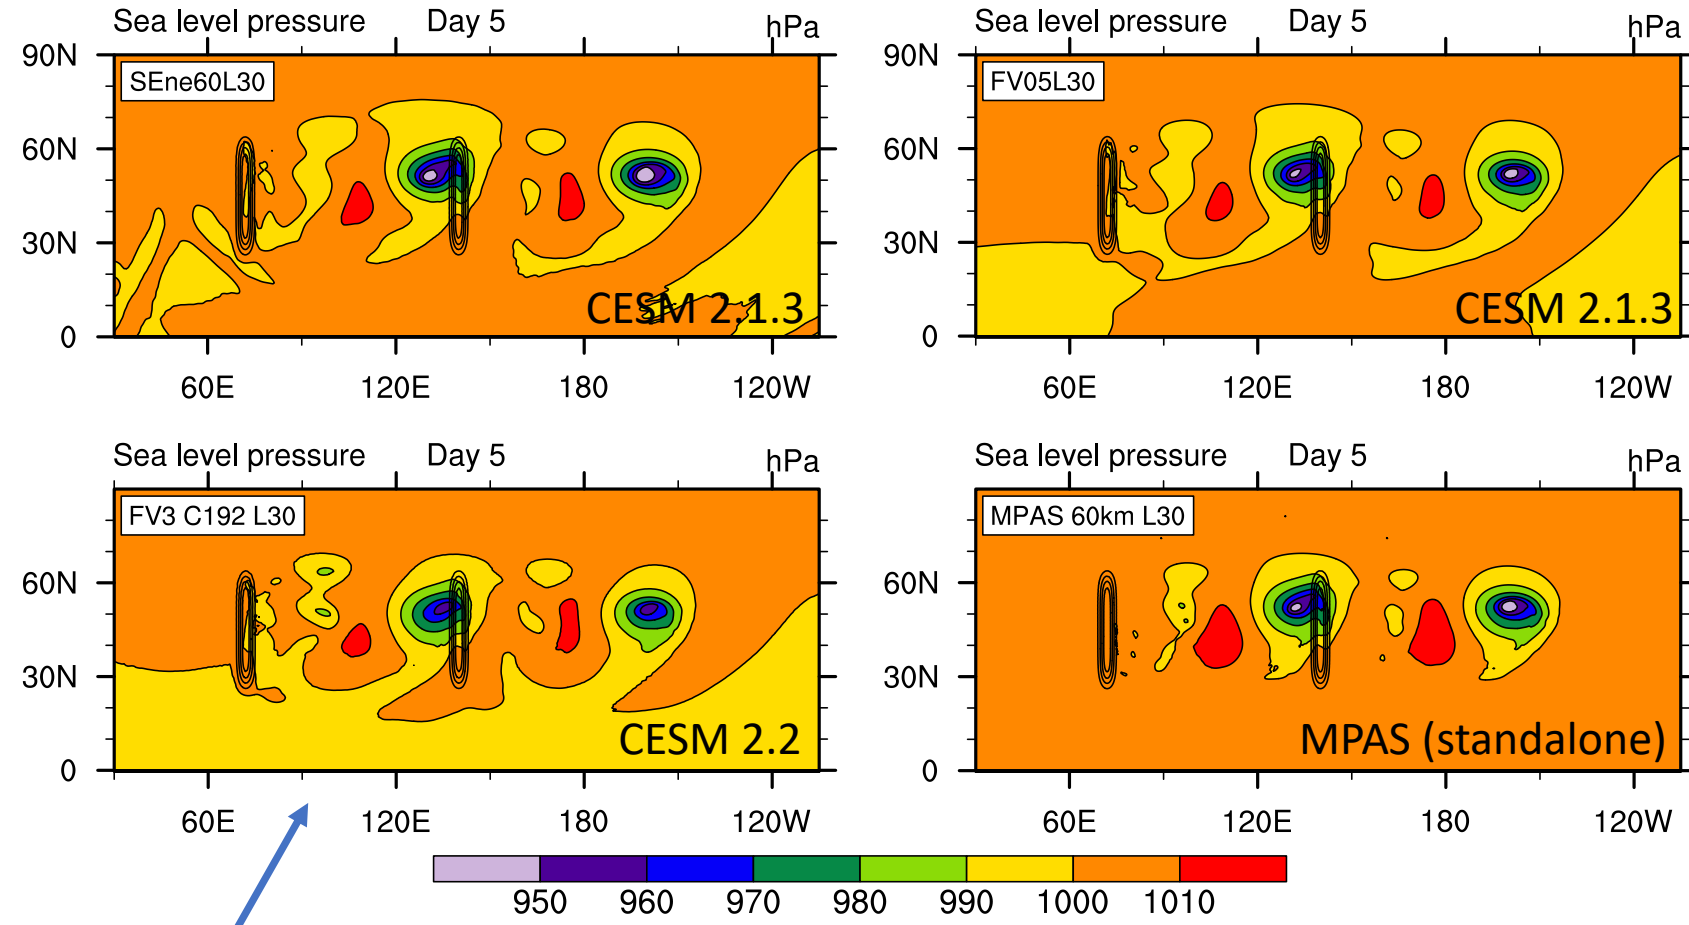 Sea level pressure Day 5 hPa
90N
SEne60L30
60N
30N
CESM 2.1.3
0
60E 120E 180 120W
Sea level pressure Day 5 hPa
90N
FV05L30
60N
30N
CESM 2.1.3
0
60E 120E 180 120W
Sea level pressure Day 5 hPa
FV3 C192 L30
60N
30N
CESM 2.2
0
60E 120E 180 120W
Sea level pressure Day 5 hPa
MPAS 60km L30
60N
30N
MPAS (standalone)
0
60E 120E 180 120W
950 960 970 980 990 1000 1010